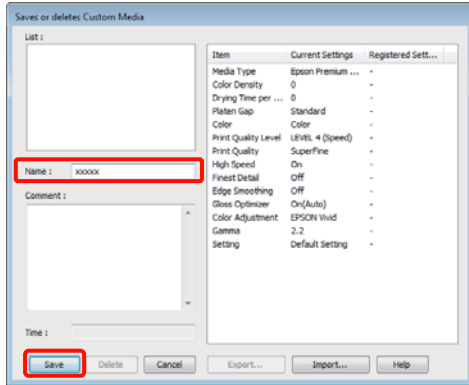 Saves or deletes Custom Media
List :
Item Current Settings Registered Sett...
Media Type Epson Premium ... -
Color Density 0 -
Drying Time per ... 0 -
Platen Gap Standard -
Color Color -
Print Quality Level LEVEL 4 (Speed) -
Print Quality SuperFine -
High Speed On -
Finest Detail Off -
Edge Smoothing Off -
Gloss Optimizer On(Auto) -
Color Adjustment EPSON Vivid -
Gamma 2.2 -
Setting Default Setting -
Name : xxxxx
Comment :
Time :
Save Delete Cancel Export... Import... Help